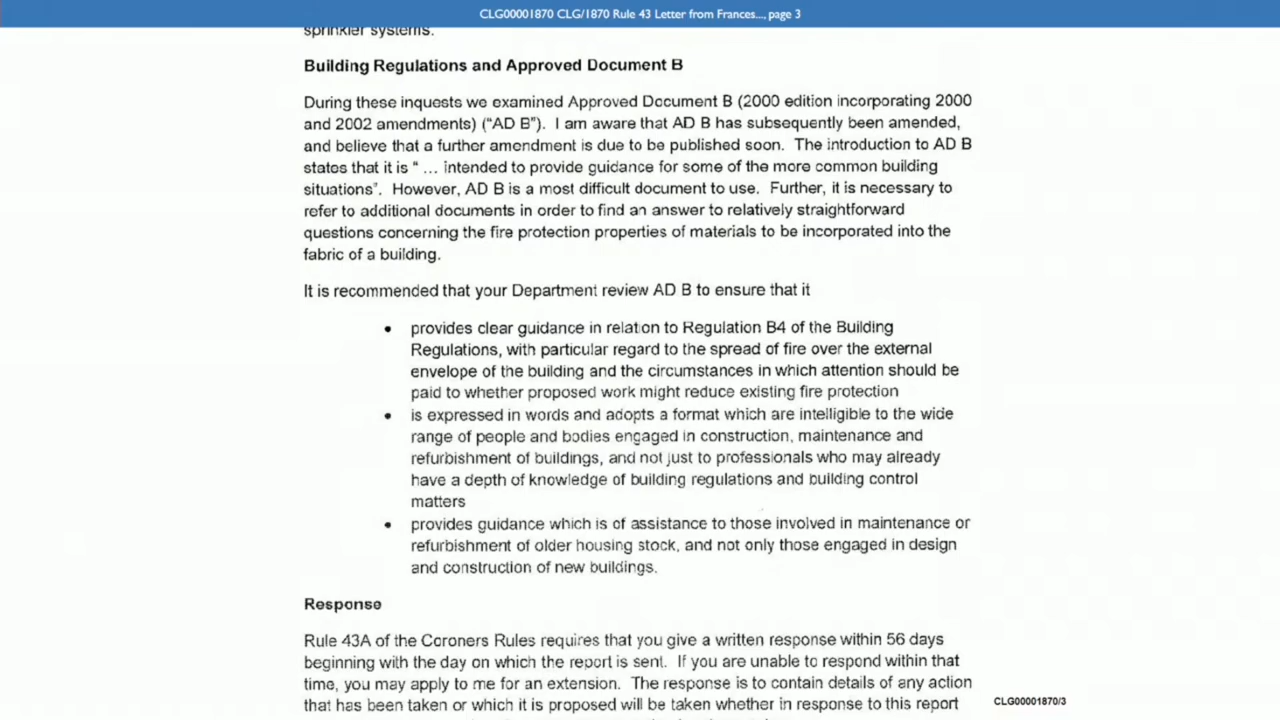 CLG00001870 CLG/1870 Rule 43 Letter from Frances..., page 3
sprinkler systems.
Building Regulations and Approved Document B
During these inquests we examined Approved Document B (2000 edition incorporating 2000
and 2002 amendments) ("AD B"). I am aware that AD B has subsequently been amended,
and believe that a further amendment is due to be published soon. The introduction to AD B
states that it is " ... intended to provide guidance for some of the more common building
situations". However, AD B is a most difficult document to use. Further, it is necessary to
refer to additional documents in order to find an answer to relatively straightforward
questions concerning the fire protection properties of materials to be incorporated into the
fabric of a building.
It is recommended that your Department review AD B to ensure that it
• provides clear guidance in relation to Regulation B4 of the Building
Regulations, with particular regard to the spread of fire over the external
envelope of the building and the circumstances in which attention should be
paid to whether proposed work might reduce existing fire protection
• is expressed in words and adopts a format which are intelligible to the wide
range of people and bodies engaged in construction, maintenance and
refurbishment of buildings, and not just to professionals who may already
have a depth of knowledge of building regulations and building control
matters
• provides guidance which is of assistance to those involved in maintenance or
refurbishment of older housing stock, and not only those engaged in design
and construction of new buildings.
Response
Rule 43A of the Coroners Rules requires that you give a written response within 56 days
beginning with the day on which the report is sent. If you are unable to respond within that
time, you may apply to me for an extension. The response is to contain details of any action
that has been taken or which it is proposed will be taken whether in response to this report
CLG00001870/3